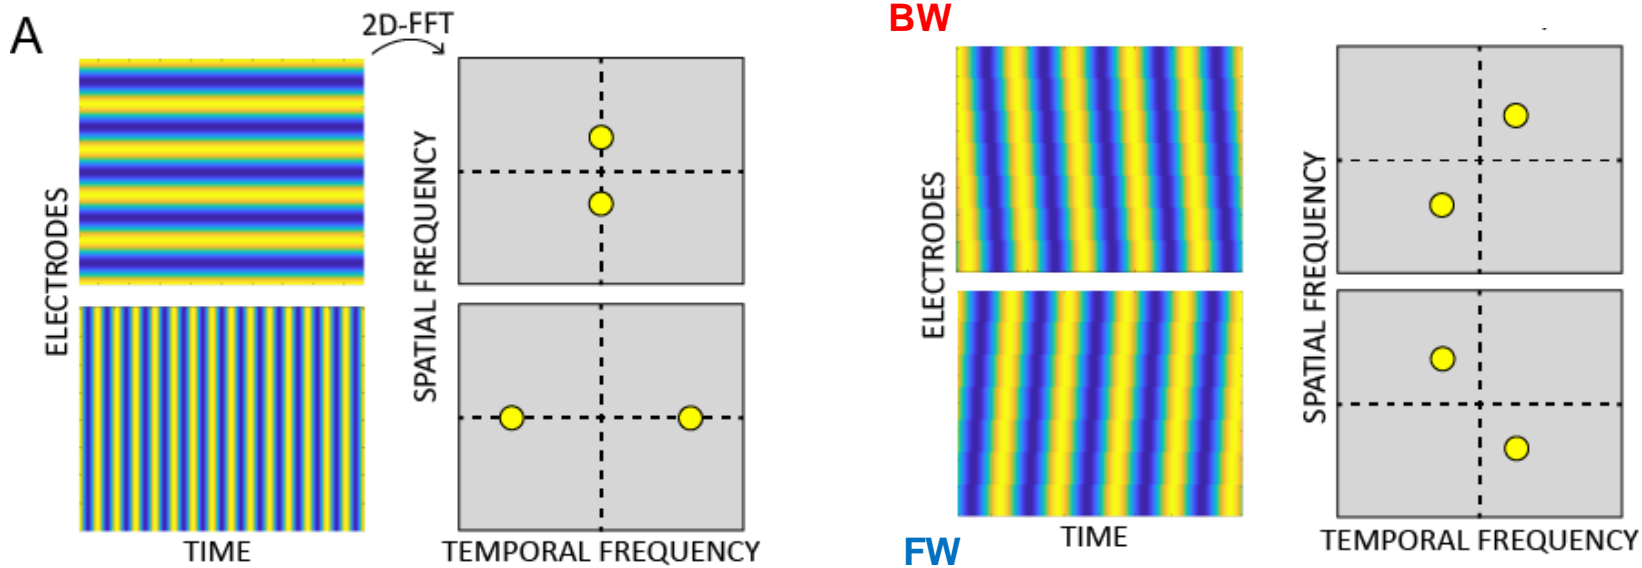 A
2D-FFT
ELECTRODES
TIME
SPATIAL FREQUENCY
TEMPORAL FREQUENCY
BW
ELECTRODES
FW
TIME
SPATIAL FREQUENCY
TEMPORAL FREQUENCY